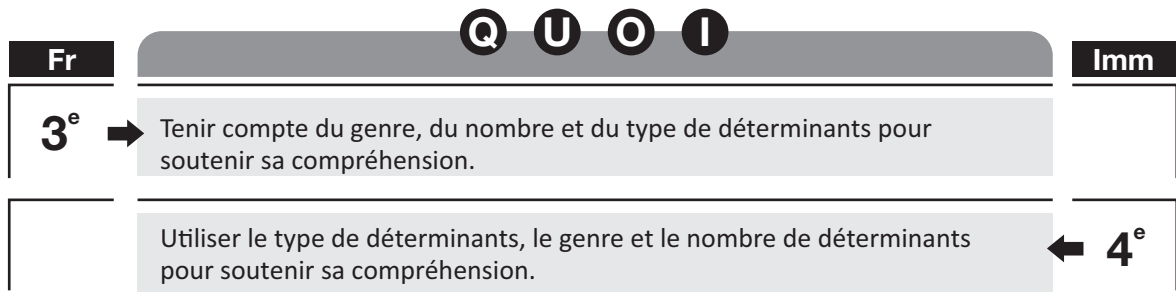 QUOI
Fr
Imm
3e
Tenir compte du genre, du nombre et du type de déterminants pour
soutenir sa compréhension.
Utiliser le type de déterminants, le genre et le nombre de déterminants
pour soutenir sa compréhension.
4e